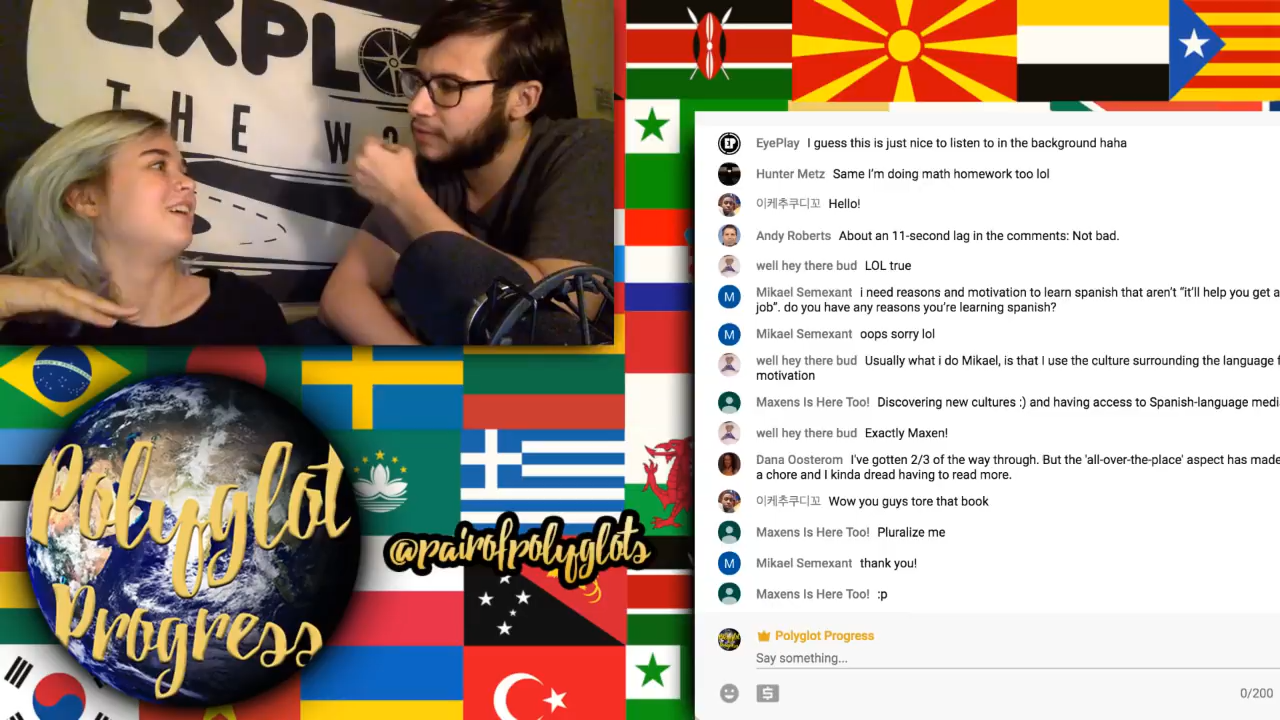 EXPLO
THE WO
EP
EyePlay I guess this is just nice to listen to in the background haha
Hunter Metz Same I'm doing math homework too lol
이케추쿠디꼬 Hello!
Andy Roberts About an 11-second lag in the comments: Not bad.
well hey there bud LOL true
M
Mikael Semexant i need reasons and motivation to learn spanish that aren't “it'll help you get a
job”. do you have any reasons you're learning spanish?
M
Mikael Semexant oops sorry lol
well hey there bud Usually what i do Mikael, is that I use the culture surrounding the language f
motivation
Maxens Is Here Too! Discovering new cultures :) and having access to Spanish-language medi
well hey there bud Exactly Maxen!
Dana Oosterom I've gotten 2/3 of the way through. But the 'all-over-the-place' aspect has made
a chore and I kinda dread having to read more.
이케추쿠디꼬 Wow you guys tore that book
Maxens Is Here Too! Pluralize me
M
Mikael Semexant thank you!
Maxens Is Here Too! :p
Polyglot Progress
Say something...
$
0/200
Polyglot
Progress
@pairofpolyglots